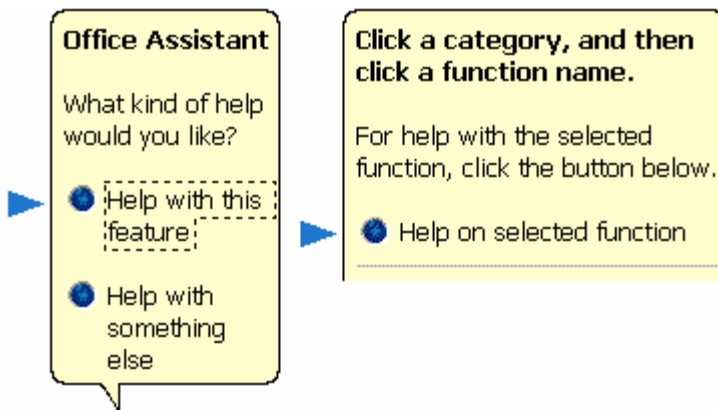 Office Assistant
What kind of help
would you like?
Help with this
feature
Help with
something
else
Click a category, and then
click a function name.
For help with the selected
function, click the button below.
Help on selected function